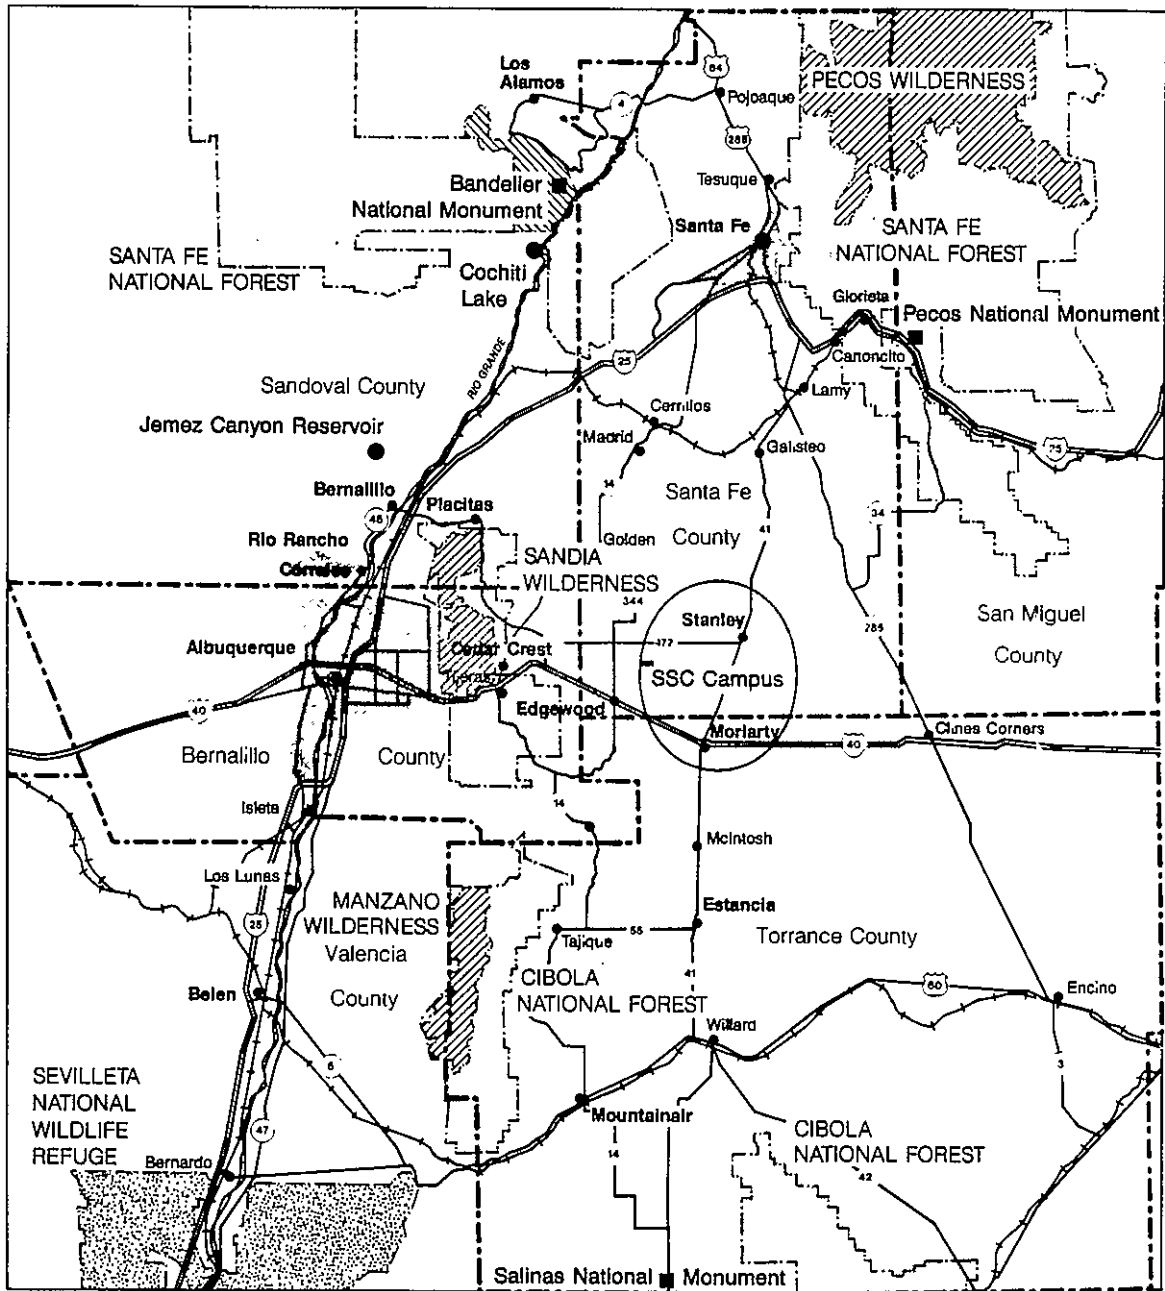 Los
Alamos
84
PECOS WILDERNESS
4
Pojoaque
285
Tesuque
Bandelier
National Monument
Santa Fe
SANTA FE
NATIONAL FOREST
SANTA FE
NATIONAL FOREST
Cochiti
Lake
Glorieta
Pecos National Monument
Canoncito
25
RIO GRANDE
Sandoval County
Lamy
Cerrillos
Jemez Canyon Reservoir
Madrid
Galisteo
25
14
Santa Fe
County
Bernalillo
Placitas
45
41
34
Rio Rancho
Golden
Corrales
SANDIA
WILDERNESS
344
San Miguel
County
Stanley
285
472
Albuquerque
Cedar Crest
Tijeras
SSC Campus
Edgewood
40
Moriarty
Clines Corners
40
Bernalillo
County
14
Isleta
McIntosh
Los Lunas
MANZANO
WILDERNESS
Valencia
County
Estancia
25
Tajique
55
Torrance County
41
CIBOLA
NATIONAL FOREST
Belen
60
Encino
Willard
6
3
SEVILLETA
NATIONAL
WILDLIFE
REFUGE
Mountainair
47
CIBOLA
NATIONAL FOREST
14
42
Bernardo
Salinas National Monument